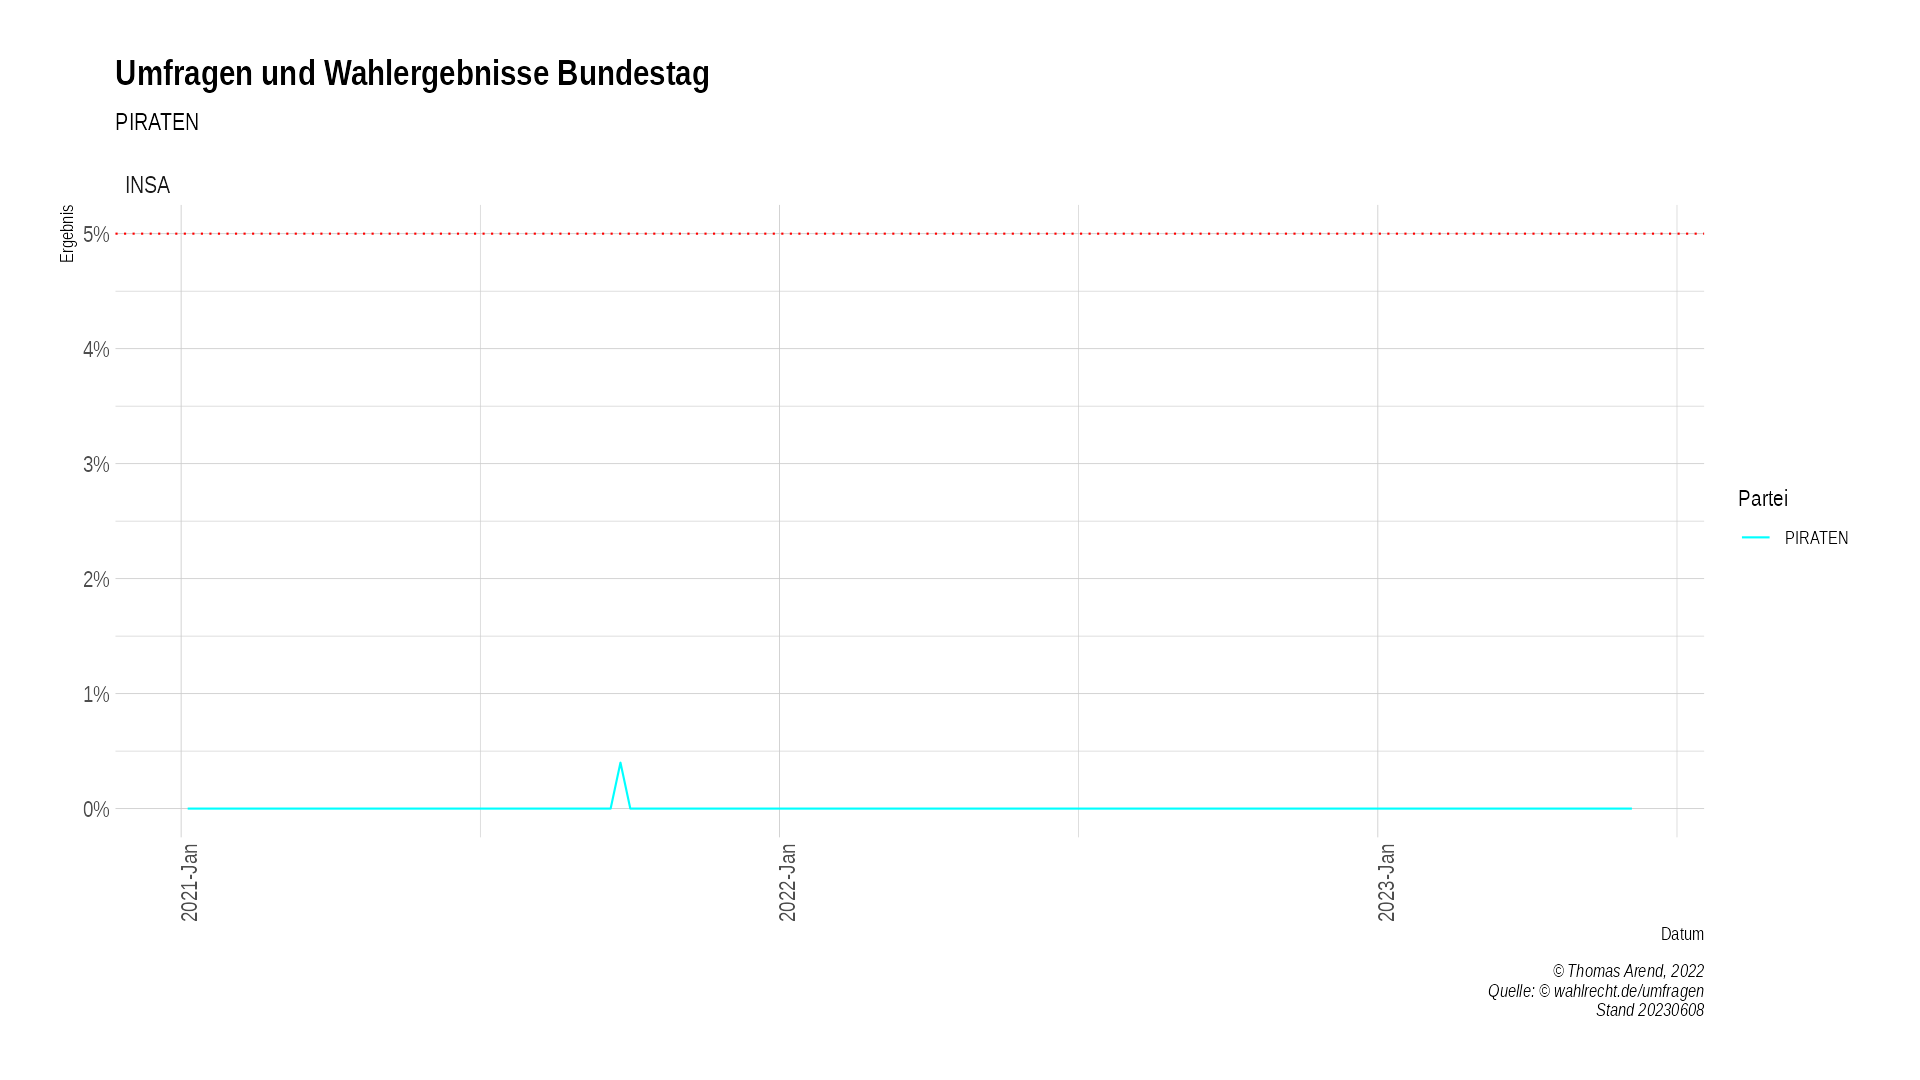 Umfragen und Wahlergebnisse Bundestag
PIRATEN
INSA
Ergebnis
5%
4%
3%
2%
1%
0%
2021-Jan
2022-Jan
2023-Jan
Datum
Partei
PIRATEN
© Thomas Arend, 2022
Quelle: © wahlrecht.de/umfragen
Stand 20230608